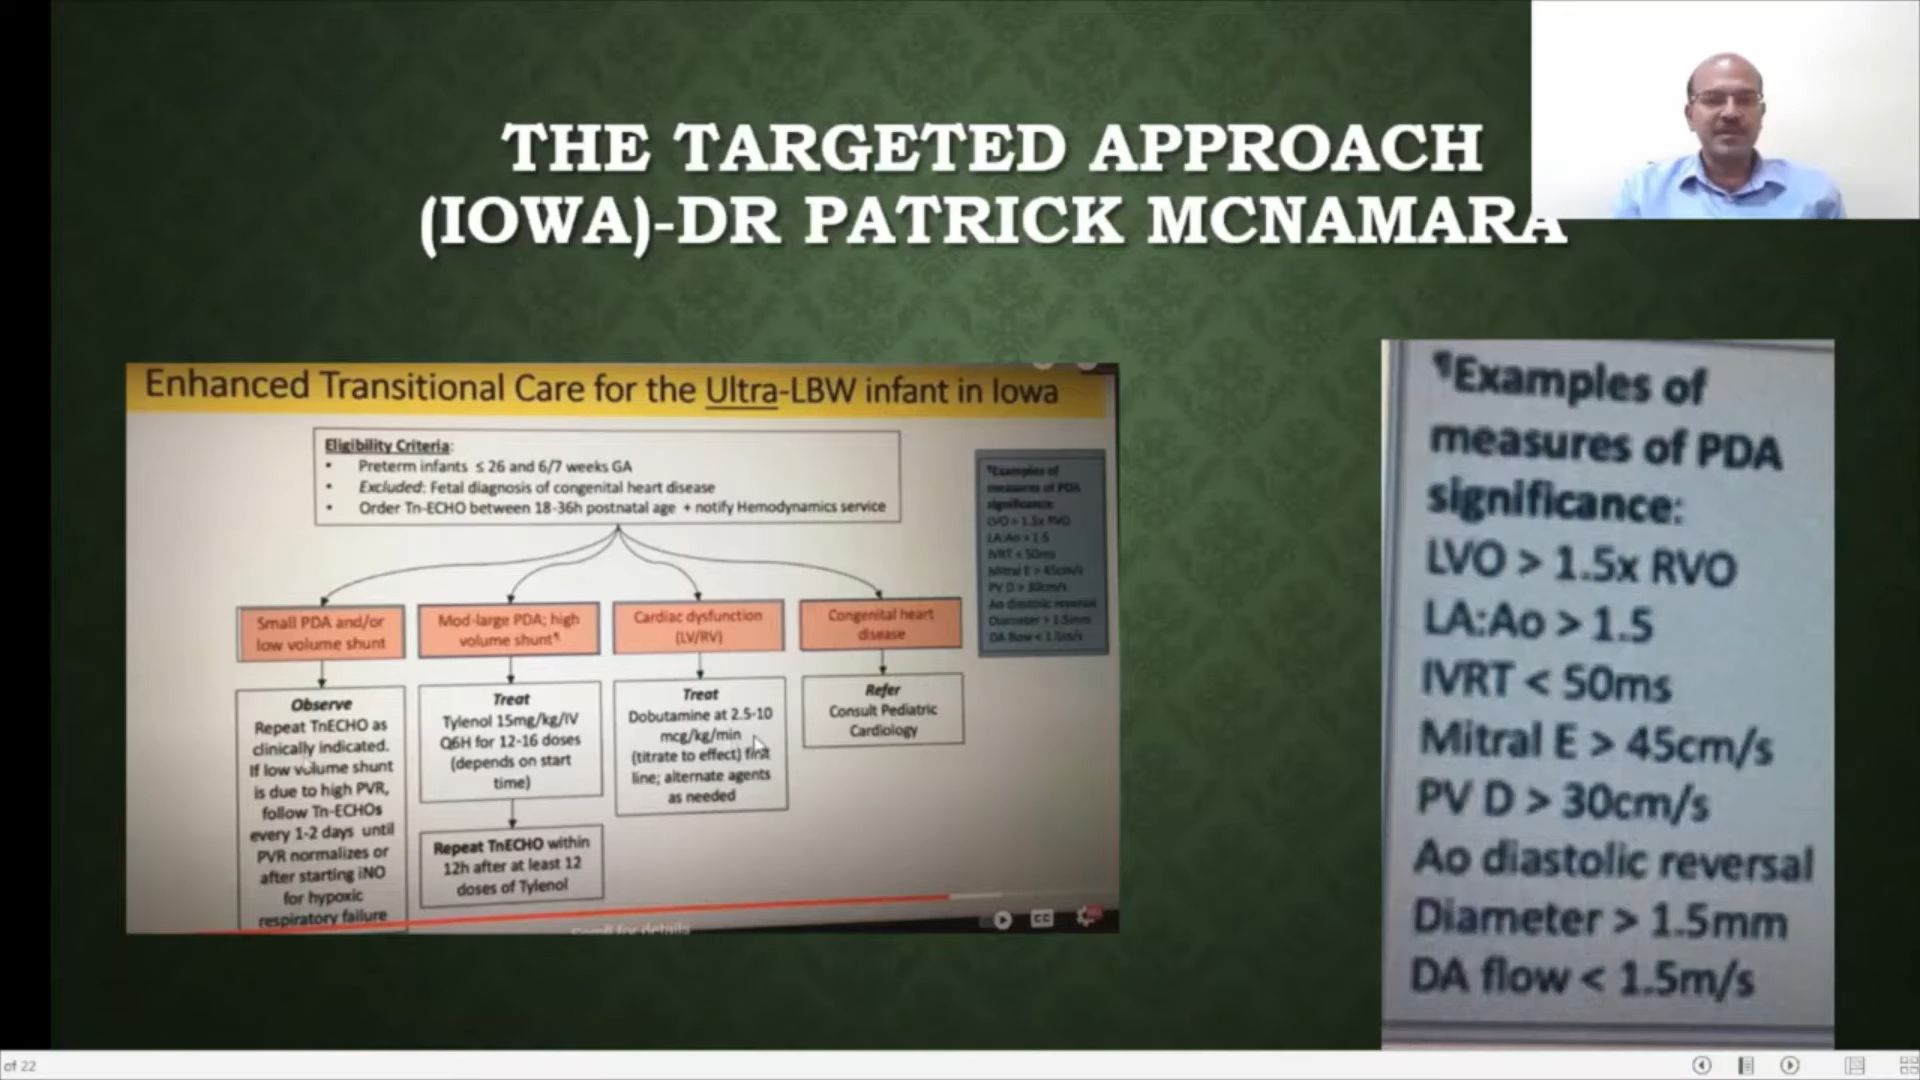 THE TARGETED APPROACH
(IOWA)-DR PATRICK MCNAMARA
Enhanced Transitional Care for the Ultra-LBW infant in Iowa
Eligibility Criteria:
• Preterm infants ≤ 26 and 6/7 weeks GA
• Excluded: Fetal diagnosis of congenital heart disease
• Order Tn-ECHO between 18-36h postnatal age + notify Hemodynamics service
¶Examples of
measures of PDA
significance:
LVO > 1.5x RVO
LA:Ao > 1.5
IVRT < 50ms
Mitral E > 45cm/s
PV D > 30cm/s
Ao diastolic reversal
Diameter > 1.5mm
DA flow < 1.5m/s
Small PDA and/or
low volume shunt
Observe
Repeat TnECHO as
clinically indicated.
If low volume shunt
is due to high PVR,
follow Tn-ECHOs
every 1-2 days until
PVR normalizes or
after starting iNO
for hypoxic
respiratory failure
Mod-large PDA; high
volume shunt¶
Treat
Tylenol 15mg/kg/IV
Q6H for 12-16 doses
(depends on start
time)
Repeat TnECHO within
12h after at least 12
doses of Tylenol
Cardiac dysfunction
(LV/RV)
Treat
Dobutamine at 2.5-10
mcg/kg/min
(titrate to effect) first
line; alternate agents
as needed
Congenital heart
disease
Refer
Consult Pediatric
Cardiology
Scroll for details
CC
¶Examples of
measures of PDA
significance:
LVO > 1.5x RVO
LA:Ao > 1.5
IVRT < 50ms
Mitral E > 45cm/s
PV D > 30cm/s
Ao diastolic reversal
Diameter > 1.5mm
DA flow < 1.5m/s
of 22